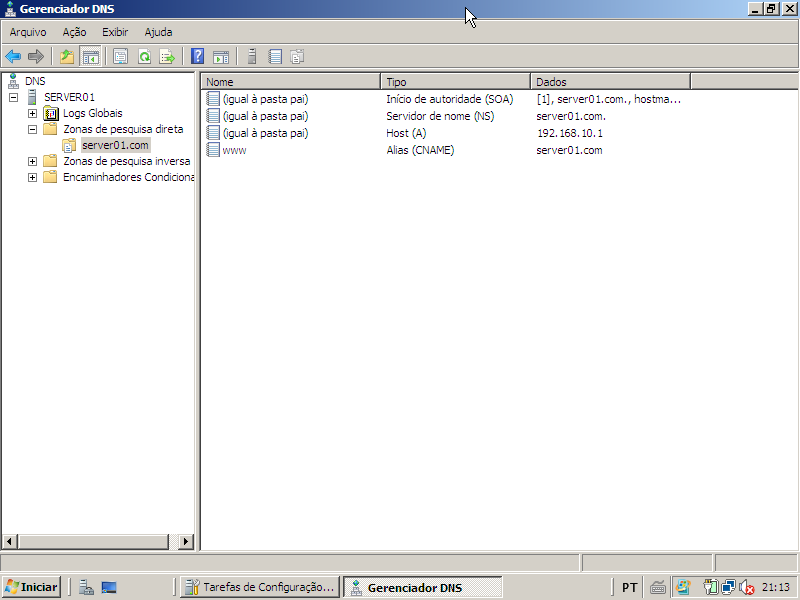 Gerenciador DNS
Arquivo Ação Exibir Ajuda
DNS
SERVER01
Logs Globais
Zonas de pesquisa direta
server01.com
Zonas de pesquisa inversa
Encaminhadores Condiciona
Nome Tipo Dados
(igual à pasta pai) Início de autoridade (SOA) [1], server01.com., hostma...
(igual à pasta pai) Servidor de nome (NS) server01.com.
(igual à pasta pai) Host (A) 192.168.10.1
www Alias (CNAME) server01.com
Iniciar Tarefas de Configuração... Gerenciador DNS PT 21:13